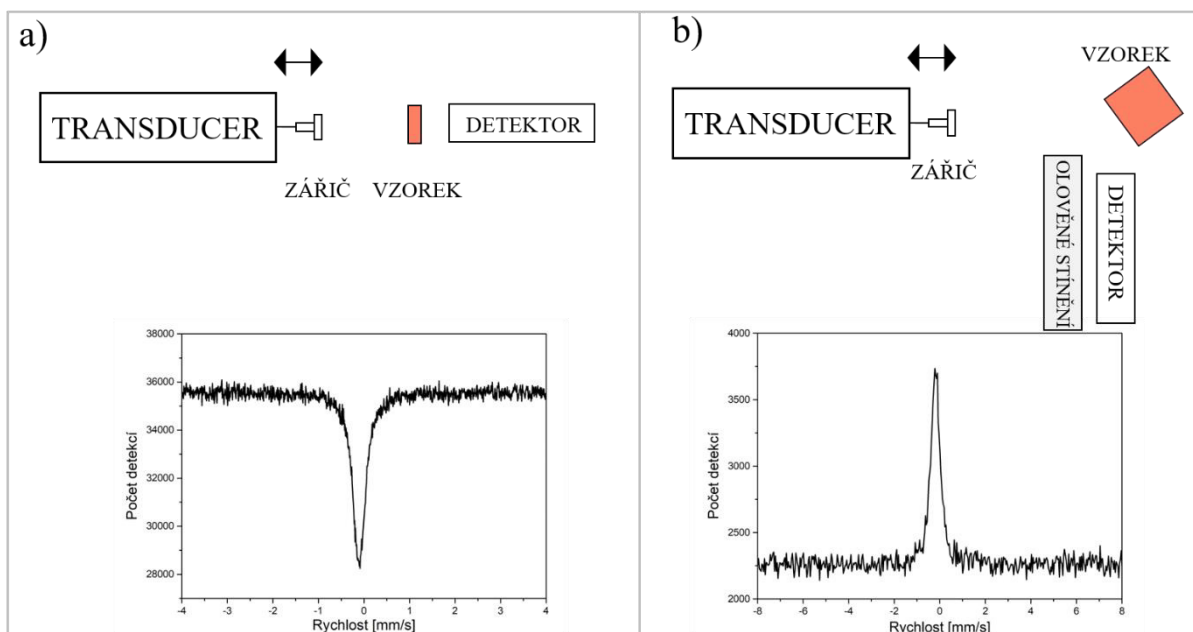 a)
TRANSDUCER
ZÁŘIČ
VZOREK
DETEKTOR
38000
36000
34000
32000
30000
28000
Počet detekcí
-4
-3
-2
-1
0
1
2
3
4
Rychlost [mm/s]
b)
VZOREK
TRANSDUCER
ZÁŘIČ
OLOVĚNÉ STÍNĚNÍ
DETEKTOR
4000
3500
3000
2500
2000
Počet detekcí
-8
-6
-4
-2
0
2
4
6
8
Rychlost [mm/s]